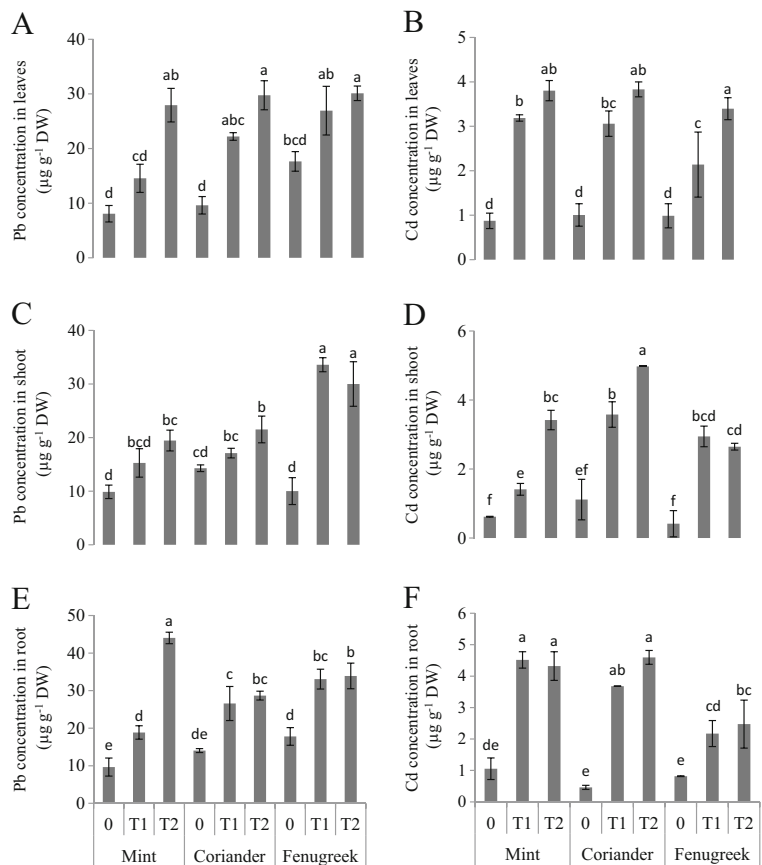 A
Pb concentration in leaves
(µg g-1 DW)
40
30
20
10
0
d
cd
ab
d
abc
a
bcd
ab
a
B
Cd concentration in leaves
(µg g-1 DW)
5
4
3
2
1
0
d
b
ab
d
bc
ab
d
c
a
C
Pb concentration in shoot
(µg g-1 DW)
40
30
20
10
0
d
bcd
bc
cd
bc
b
d
a
a
D
Cd concentration in shoot
(µg g-1 DW)
6
4
2
0
f
e
bc
ef
b
a
f
bcd
cd
E
Pb concentration in root
(µg g-1 DW)
50
40
30
20
10
0
e
d
a
de
c
bc
d
bc
b
0 T1 T2 0 T1 T2 0 T1 T2
Mint Coriander Fenugreek
F
Cd concentration in root
(µg g-1 DW)
6
5
4
3
2
1
0
de
a
a
e
ab
a
e
cd
bc
0 T1 T2 0 T1 T2 0 T1 T2
Mint Coriander Fenugreek